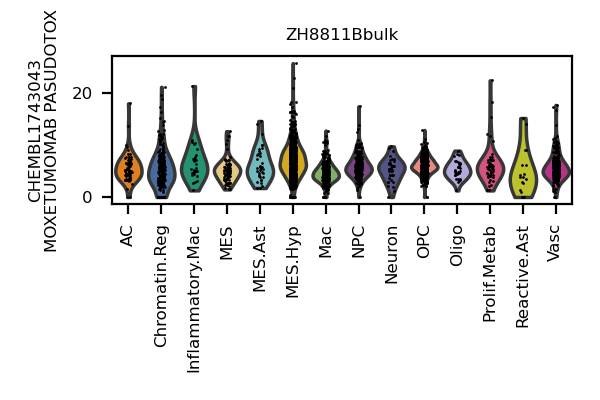 ZH8811Bbulk
CHEMBL1743043
MOXETUMOMAB PASUDOTOX
20
0
AC
Chromatin.Reg
Inflammatory.Mac
MES
MES.Ast
MES.Hyp
Mac
NPC
Neuron
OPC
Oligo
Prolif.Metab
Reactive.Ast
Vasc